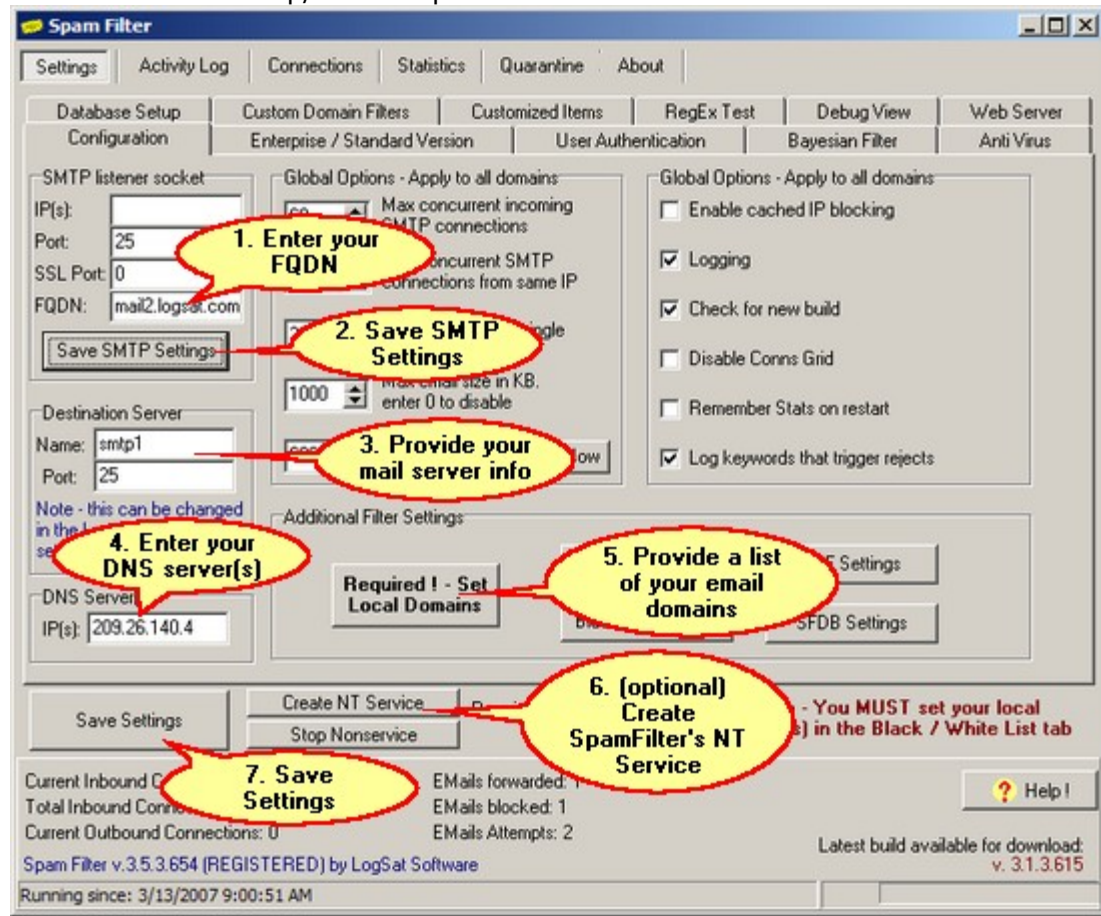 Spam Filter
Settings Activity Log Connections Statistics Quarantine About
Database Setup Custom Domain Filters Customized Items RegEx Test Debug View Web Server
Configuration Enterprise / Standard Version User Authentication Bayesian Filter Anti Virus
SMTP listener socket
IP(s):
Port: 25
SSL Port: 0
FQDN: mail2.logsat.com
Save SMTP Settings
1. Enter your
FQDN
2. Save SMTP
Settings
Destination Server
Name: smtp1
Port: 25
Note - this can be changed
in the
3. Provide your
mail server info
4. Enter your
DNS server(s)
DNS Server
IP(s): 209.26.140.4
Global Options - Apply to all domains
Max concurrent incoming
SMTP connections
concurrent SMTP
connections from same IP
1000 Max email size in KB.
enter 0 to disable
Global Options - Apply to all domains
Enable cached IP blocking
Logging
Check for new build
Disable Conns Grid
Remember Stats on restart
Log keywords that trigger rejects
Additional Filter Settings
Required ! - Set
Local Domains
5. Provide a list
of your email
domains
Settings
SFDB Settings
Save Settings
Create NT Service
Stop Nonservice
6. (optional)
Create
SpamFilter's NT
Service
- You MUST set your local
in the Black / White List tab
7. Save
Settings
Current Inbound
Total Inbound
Current Outbound Connections: 0
EMails forwarded: 1
EMails blocked: 1
EMails Attempts: 2
Help !
Spam Filter v.3.5.3.654 (REGISTERED) by LogSat Software
Latest build available for download:
v. 3.1.3.615
Running since: 3/13/2007 9:00:51 AM